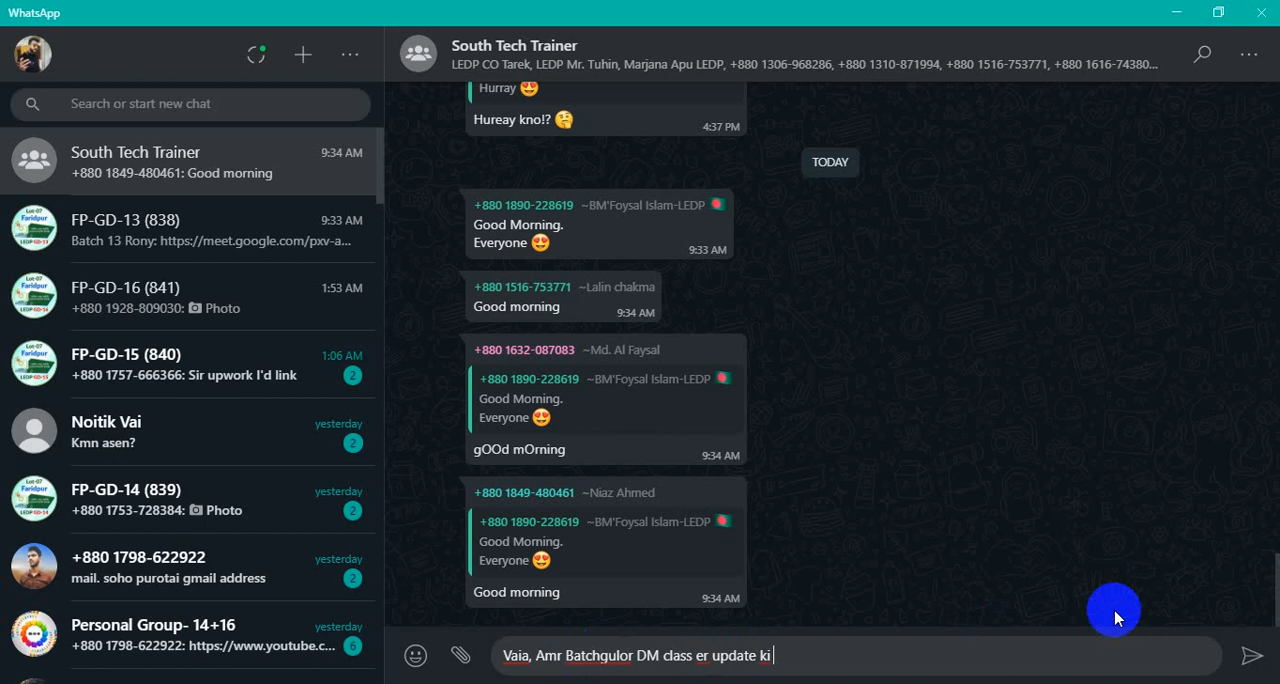 WhatsApp
Search or start new chat
South Tech Trainer
9:34 AM
+880 1849-480461: Good morning
FP-GD-13 (838)
9:33 AM
Batch 13 Rony: https://meet.google.com/pxv-a...
FP-GD-16 (841)
1:53 AM
+880 1928-809030: Photo
FP-GD-15 (840)
1:06 AM
+880 1757-666366: Sir upwork I'd link
2
Noitik Vai
yesterday
Kmn asen?
2
FP-GD-14 (839)
yesterday
+880 1753-728384: Photo
2
+880 1798-622922
yesterday
mail. soho purotai gmail address
2
Personal Group- 14+16
yesterday
+880 1798-622922: https://www.youtube.c...
6
South Tech Trainer
LEDP CO Tarek, LEDP Mr. Tuhin, Marjana Apu LEDP, +880 1306-968286, +880 1310-871994, +880 1516-753771, +880 1616-74380...
Hurray 😍
Hureay kno!? 🤔
4:37 PM
TODAY
+880 1890-228619 ~BM'Foysal Islam-LEDP 🇧🇩
Good Morning.
Everyone 😍
9:33 AM
+880 1516-753771 ~Lalin chakma
Good morning
9:34 AM
+880 1632-087083 ~Md. Al Faysal
+880 1890-228619 ~BM'Foysal Islam-LEDP 🇧🇩
Good Morning.
Everyone 😍
gOOd mOrning
9:34 AM
+880 1849-480461 ~Niaz Ahmed
+880 1890-228619 ~BM'Foysal Islam-LEDP 🇧🇩
Good Morning.
Everyone 😍
Good morning
9:34 AM
Vaia, Amr Batchgulor DM class er update ki